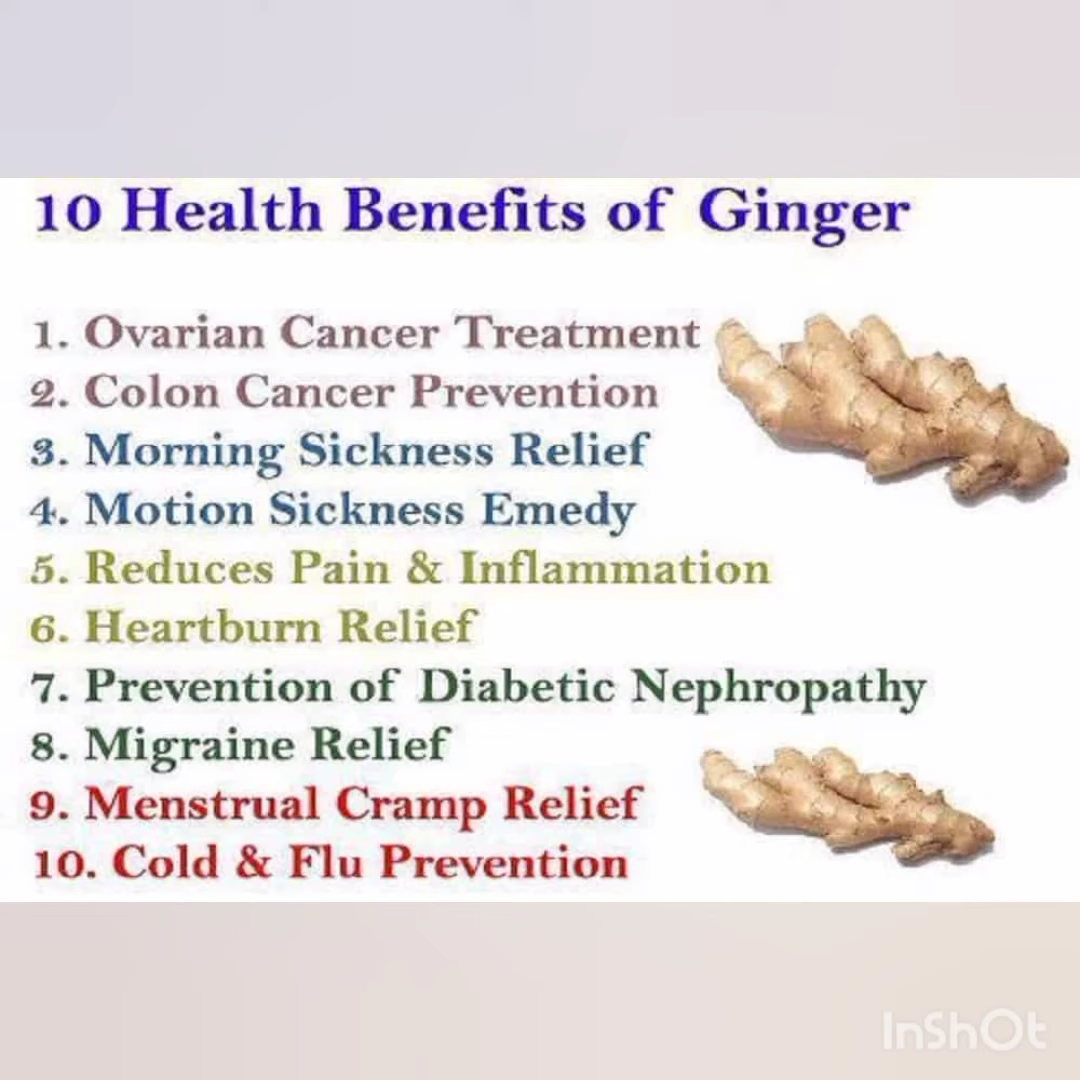 10 Health Benefits of Ginger
1. Ovarian Cancer Treatment
2. Colon Cancer Prevention
3. Morning Sickness Relief
4. Motion Sickness Emedy
5. Reduces Pain & Inflammation
6. Heartburn Relief
7. Prevention of Diabetic Nephropathy
8. Migraine Relief
9. Menstrual Cramp Relief
10. Cold & Flu Prevention
InShOt